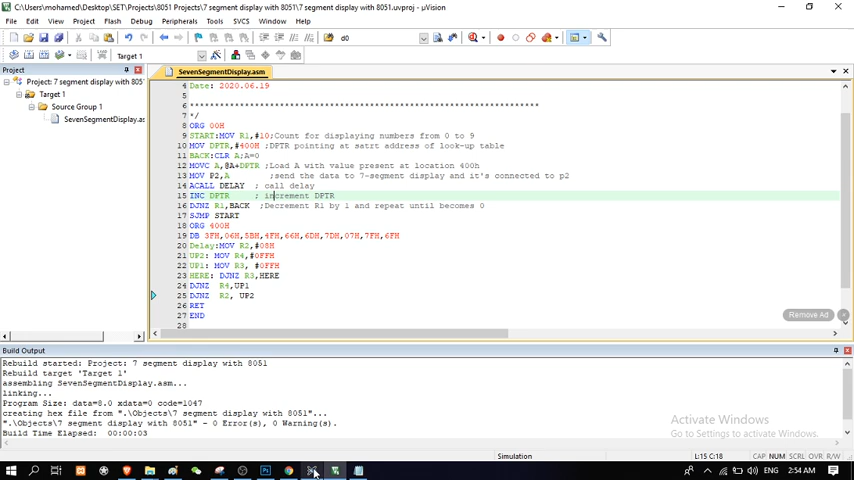 C:\Users\mohamed\Desktop\SET\Projects\8051 Projects\7 segment display with 8051\7 segment display with 8051.uvproj - µVision
File Edit View Project Flash Debug Peripherals Tools SVCS Window Help
d0
Target 1
Project
SevenSegmentDisplay.asm
Project: 7 segment display with 805
Target 1
Source Group 1
SevenSegmentDisplay.as
4 Date: 2020.06.19
5
6 **********************************************************************
7 */
8 ORG 00H
9 START:MOV R1,#10;Count for displaying numbers from 0 to 9
10 MOV DPTR,#400H ;DPTR pointing at satrt address of look-up table
11 BACK:CLR A;A=0
12 MOVC A,@A+DPTR ;Load A with value present at location 400h
13 MOV P2,A ;send the data to 7-segment display and it's connected to p2
14 ACALL DELAY ; call delay
15 INC DPTR ; increment DPTR
16 DJNZ R1,BACK ;Decrement R1 by 1 and repeat until becomes 0
17 SJMP START
18 ORG 400H
19 DB 3FH,06H,5BH,4FH,66H,6DH,7DH,07H,7FH,6FH
20 Delay:MOV R2,#08H
21 UP2: MOV R4,#0FFH
22 UP1: MOV R3, #0FFH
23 HERE: DJNZ R3,HERE
24 DJNZ R4,UP1
25 DJNZ R2, UP2
26 RET
27 END
28
Remove Ad
Build Output
Rebuild started: Project: 7 segment display with 8051
Rebuild target 'Target 1'
assembling SevenSegmentDisplay.asm...
linking...
Program Size: data=8.0 xdata=0 code=1047
creating hex file from ".\Objects\7 segment display with 8051"...
".\Objects\7 segment display with 8051" - 0 Error(s), 0 Warning(s).
Build Time Elapsed: 00:00:03
Activate Windows
Go to Settings to activate Windows.
Simulation L:15 C:18 CAP NUM SCRL OVR R/W
ENG 2:54 AM